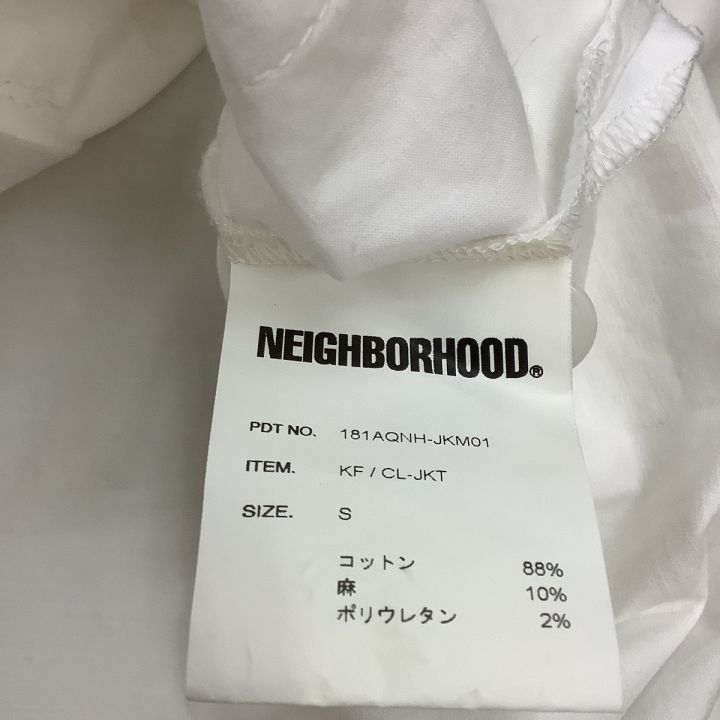 NEIGHBORHOOD®
PDT NO. 181AQNH-JKM01
ITEM. KF / CL-JKT
SIZE. S
コットン 88%
麻 10%
ポリウレタン 2%